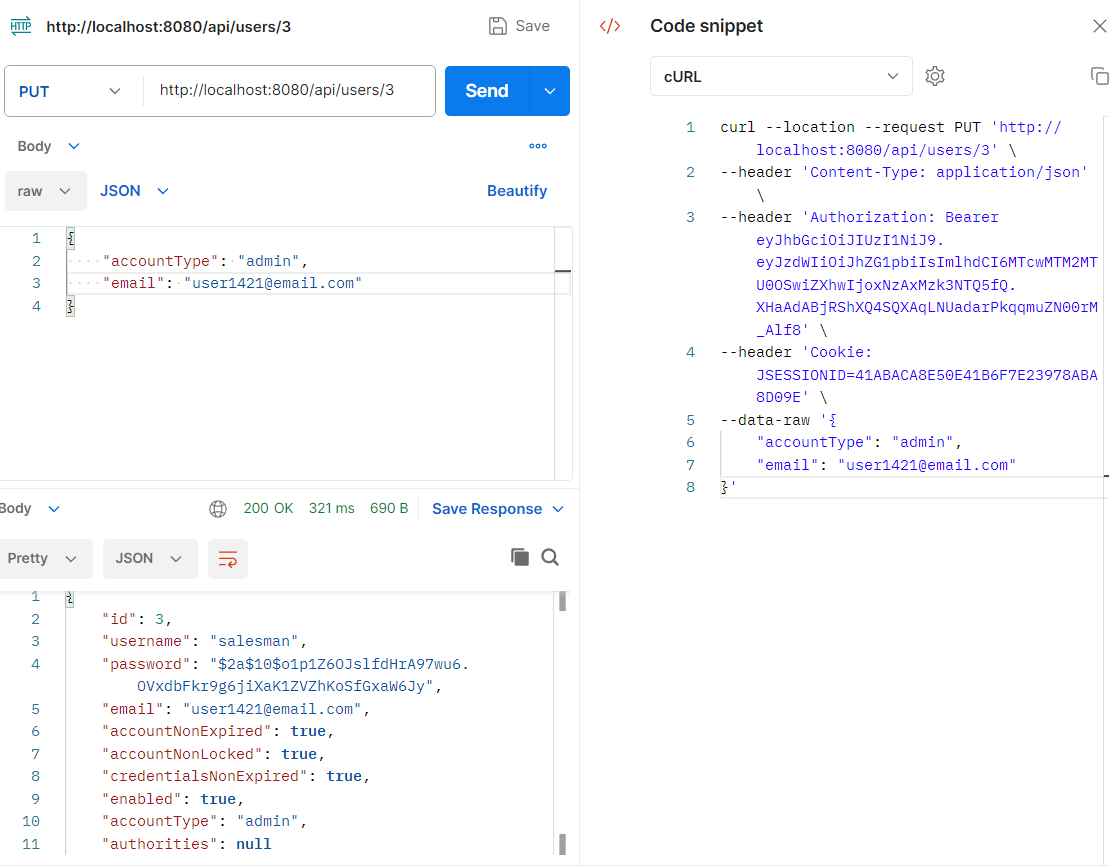 HTTP http://localhost:8080/api/users/3 Save
PUT http://localhost:8080/api/users/3 Send
Body
raw JSON Beautify
1 {
2 "accountType": "admin",
3 "email": "user1421@email.com"
4 }
Body 200 OK 321 ms 690 B Save Response
Pretty JSON
1 {
2 "id": 3,
3 "username": "salesman",
4 "password": "$2a$10$o1p1Z6OJslfdHrA97wu6.
OVxdbFkr9g6jiXaK1ZVZhKoSfGxaW6Jy",
5 "email": "user1421@email.com",
6 "accountNonExpired": true,
7 "accountNonLocked": true,
8 "credentialsNonExpired": true,
9 "enabled": true,
10 "accountType": "admin",
11 "authorities": null
</> Code snippet
cURL
1 curl --location --request PUT 'http://
localhost:8080/api/users/3' \
2 --header 'Content-Type: application/json'
\
3 --header 'Authorization: Bearer
eyJhbGciOiJIUzI1NiJ9.
eyJzdWIiOiJhZG1pbiIsImlhdCI6MTcwMTM2MT
U0OSwiZXhwIjoxNzAxMzk3NTQ5fQ.
XHaAdABjRShXQ4SQXAqLNUadarPkqqmuZN00rM
_Alf8' \
4 --header 'Cookie:
JSESSIONID=41ABACA8E50E41B6F7E23978ABA
8D09E' \
5 --data-raw '{
6 "accountType": "admin",
7 "email": "user1421@email.com"
8 }'